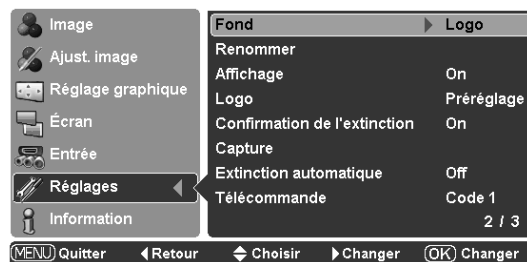 Image
Ajust. image
Réglage graphique
Écran
Entrée
Réglages
Information
Fond Logo
Renommer
Affichage On
Logo Préréglage
Confirmation de l'extinction On
Capture
Extinction automatique Off
Télécommande Code 1
2 / 3
MENU Quitter Retour Choisir Changer OK Changer